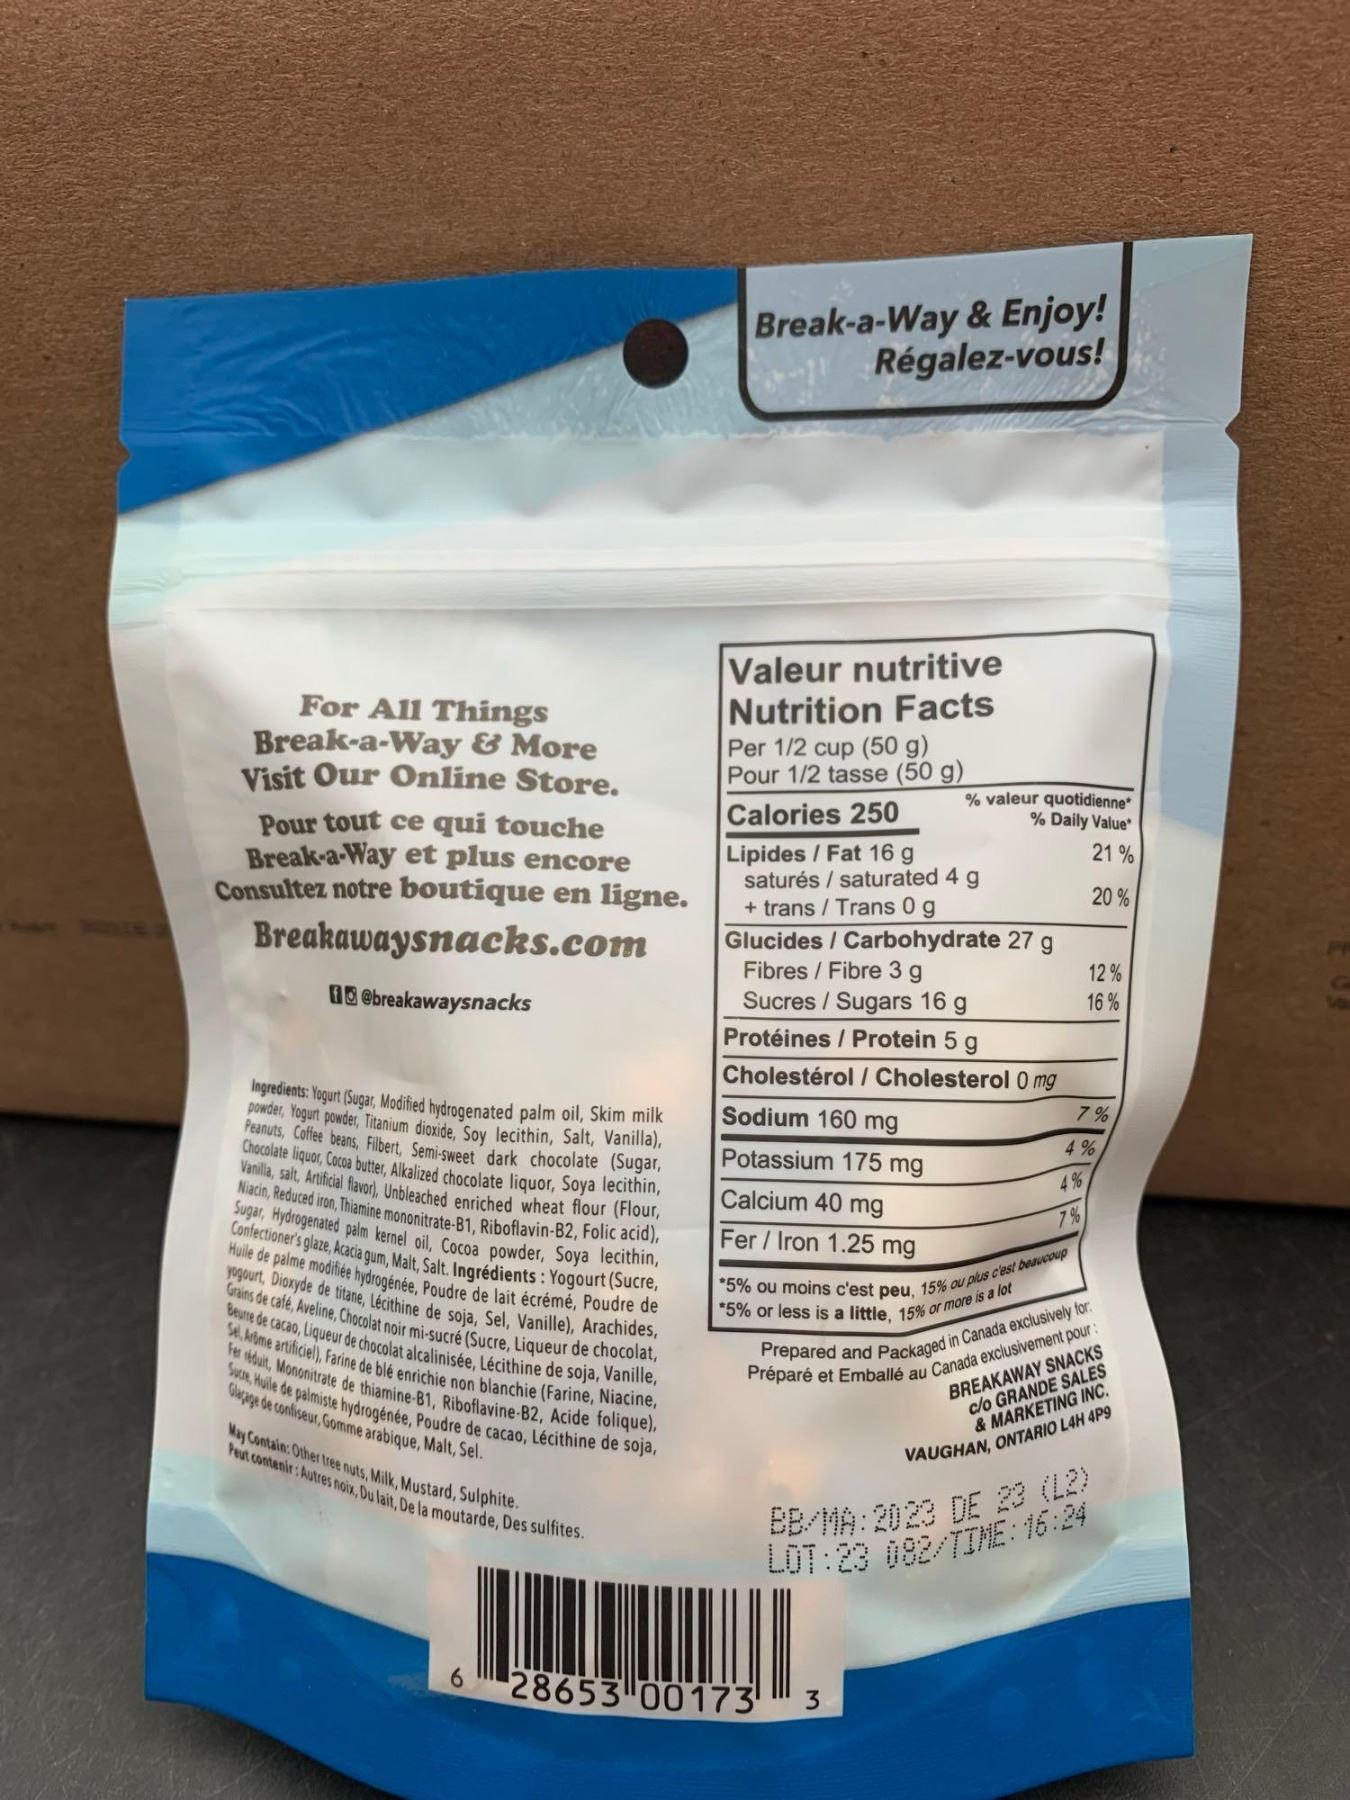 Break-a-Way & Enjoy!
Régalez-vous!
For All Things
Break-a-Way & More
Visit Our Online Store.
Pour tout ce qui touche
Break-a-Way et plus encore
Consultez notre boutique en ligne.
Breakawaysnacks.com
@breakawaysnacks
Ingredients: Yogurt (Sugar, Modified hydrogenated palm oil, Skim milk
powder, Yogurt powder, Titanium dioxide, Soy lecithin, Salt, Vanilla),
Peanuts, Coffee beans, Filbert, Semi-sweet dark chocolate (Sugar,
Chocolate liquor, Cocoa butter, Alkalized chocolate liquor, Soya lecithin,
Vanilla, salt, Artificial flavor), Unbleached enriched wheat flour (Flour,
Niacin, Reduced iron, Thiamine mononitrate-B1, Riboflavin-B2, Folic acid),
Sugar, Hydrogenated palm kernel oil, Cocoa powder, Soya lecithin,
Confectioner's glaze, Acacia gum, Malt, Salt. Ingrédients : Yogourt (Sucre,
Huile de palme modifiée hydrogénée, Poudre de lait écrémé, Poudre de
yogourt, Dioxyde de titane, Lécithine de soja, Sel, Vanille), Arachides,
Grains de café, Aveline, Chocolat noir mi-sucré (Sucre, Liqueur de chocolat,
Beurre de cacao, Liqueur de chocolat alcalinisée, Lécithine de soja, Vanille,
Sel, Arôme artificiel), Farine de blé enrichie non blanchie (Farine, Niacine,
Fer réduit, Mononitrate de thiamine-B1, Riboflavine-B2, Acide folique),
Sucre, Huile de palmiste hydrogénée, Poudre de cacao, Lécithine de soja,
Glaçage de confiseur, Gomme arabique, Malt, Sel.
May Contain: Other tree nuts, Milk, Mustard, Sulphite.
Peut contenir : Autres noix, Du lait, De la moutarde, Des sulfites.
Valeur nutritive
Nutrition Facts
Per 1/2 cup (50 g)
Pour 1/2 tasse (50 g)
Calories 250
% valeur quotidienne*
% Daily Value*
Lipides / Fat 16 g 21 %
saturés / saturated 4 g
+ trans / Trans 0 g 20 %
Glucides / Carbohydrate 27 g
Fibres / Fibre 3 g 12 %
Sucres / Sugars 16 g 16 %
Protéines / Protein 5 g
Cholestérol / Cholesterol 0 mg
Sodium 160 mg 7 %
Potassium 175 mg 4 %
Calcium 40 mg 4 %
Fer / Iron 1.25 mg 7 %
*5% ou moins c'est peu, 15% ou plus c'est beaucoup
*5% or less is a little, 15% or more is a lot
Prepared and Packaged in Canada exclusively for:
Préparé et Emballé au Canada exclusivement pour :
BREAKAWAY SNACKS
c/o GRANDE SALES
& MARKETING INC.
VAUGHAN, ONTARIO L4H 4P9
BB/MA: 2023 DE 23 (L2)
LOT:23 082/TIME: 16:24
6 28653 00173 3